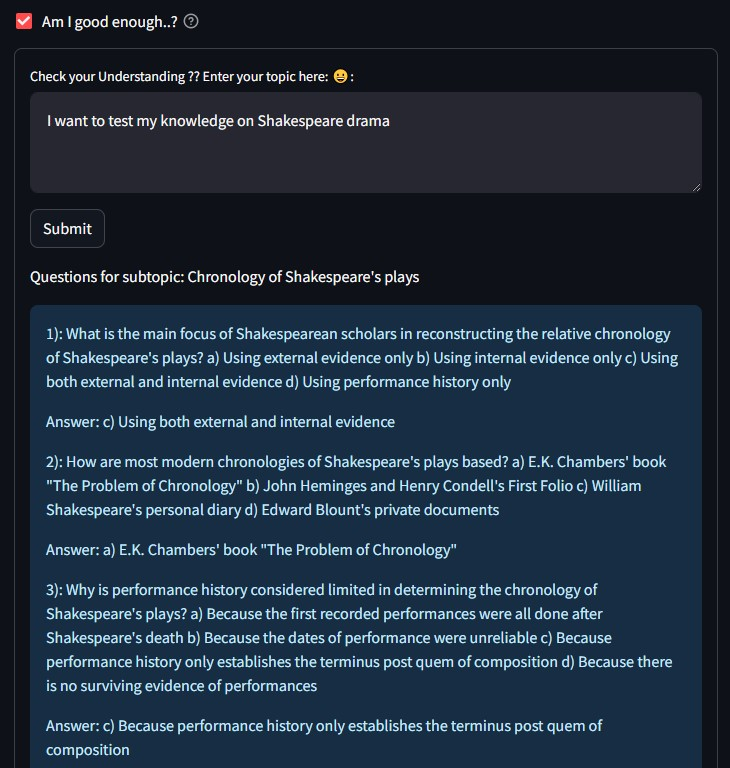 Am I good enough..?
Check your Understanding ?? Enter your topic here: 😀 :
I want to test my knowledge on Shakespeare drama
Submit
Questions for subtopic: Chronology of Shakespeare's plays
1): What is the main focus of Shakespearean scholars in reconstructing the relative chronology
of Shakespeare's plays? a) Using external evidence only b) Using internal evidence only c) Using
both external and internal evidence d) Using performance history only
Answer: c) Using both external and internal evidence
2): How are most modern chronologies of Shakespeare's plays based? a) E.K. Chambers' book
"The Problem of Chronology" b) John Heminges and Henry Condell's First Folio c) William
Shakespeare's personal diary d) Edward Blount's private documents
Answer: a) E.K. Chambers' book "The Problem of Chronology"
3): Why is performance history considered limited in determining the chronology of
Shakespeare's plays? a) Because the first recorded performances were all done after
Shakespeare's death b) Because the dates of performance were unreliable c) Because
performance history only establishes the terminus post quem of composition d) Because there
is no surviving evidence of performances
Answer: c) Because performance history only establishes the terminus post quem of
composition